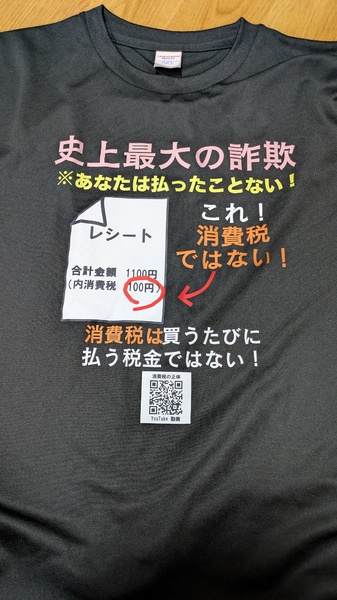 史上最大の詐欺
※あなたは払ったことない！
レシート
合計金額 1100円
(内消費税 100円)
これ！
消費税
ではない！
消費税は買うたびに
払う税金ではない！
消費税の正体
YouTube 動画